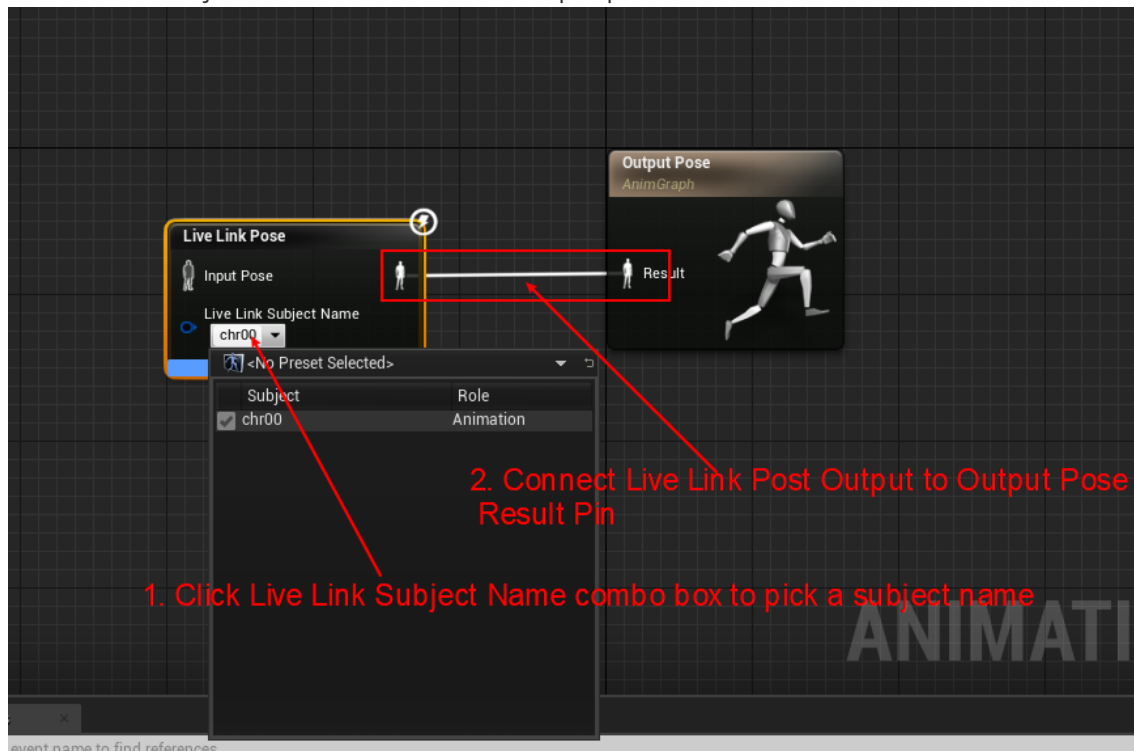 Output Pose
AnimGraph
Live Link Pose
Input Pose
Result
Live Link Subject Name
chr00
<No Preset Selected>
Subject Role
chr00 Animation
2. Connect Live Link Post Output to Output Pose
Result Pin
1. Click Live Link Subject Name combo box to pick a subject name
ANIMATI
event name to find references